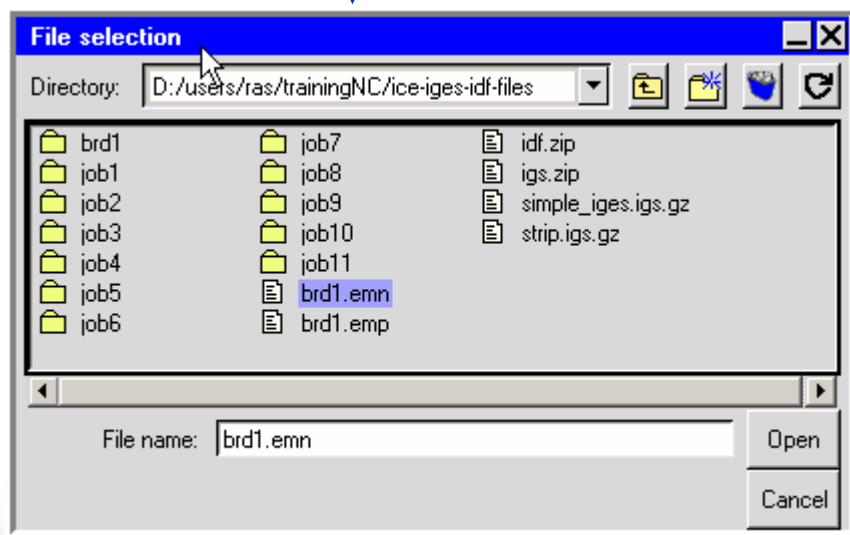 File selection
Directory: D:/users/ras/trainingNC/ice-iges-idf-files
brd1 job7 idf.zip
job1 job8 igs.zip
job2 job9 simple_iges.igs.gz
job3 job10 strip.igs.gz
job4 job11
job5 brd1.emn
job6 brd1.emp
File name: brd1.emn Open
Cancel